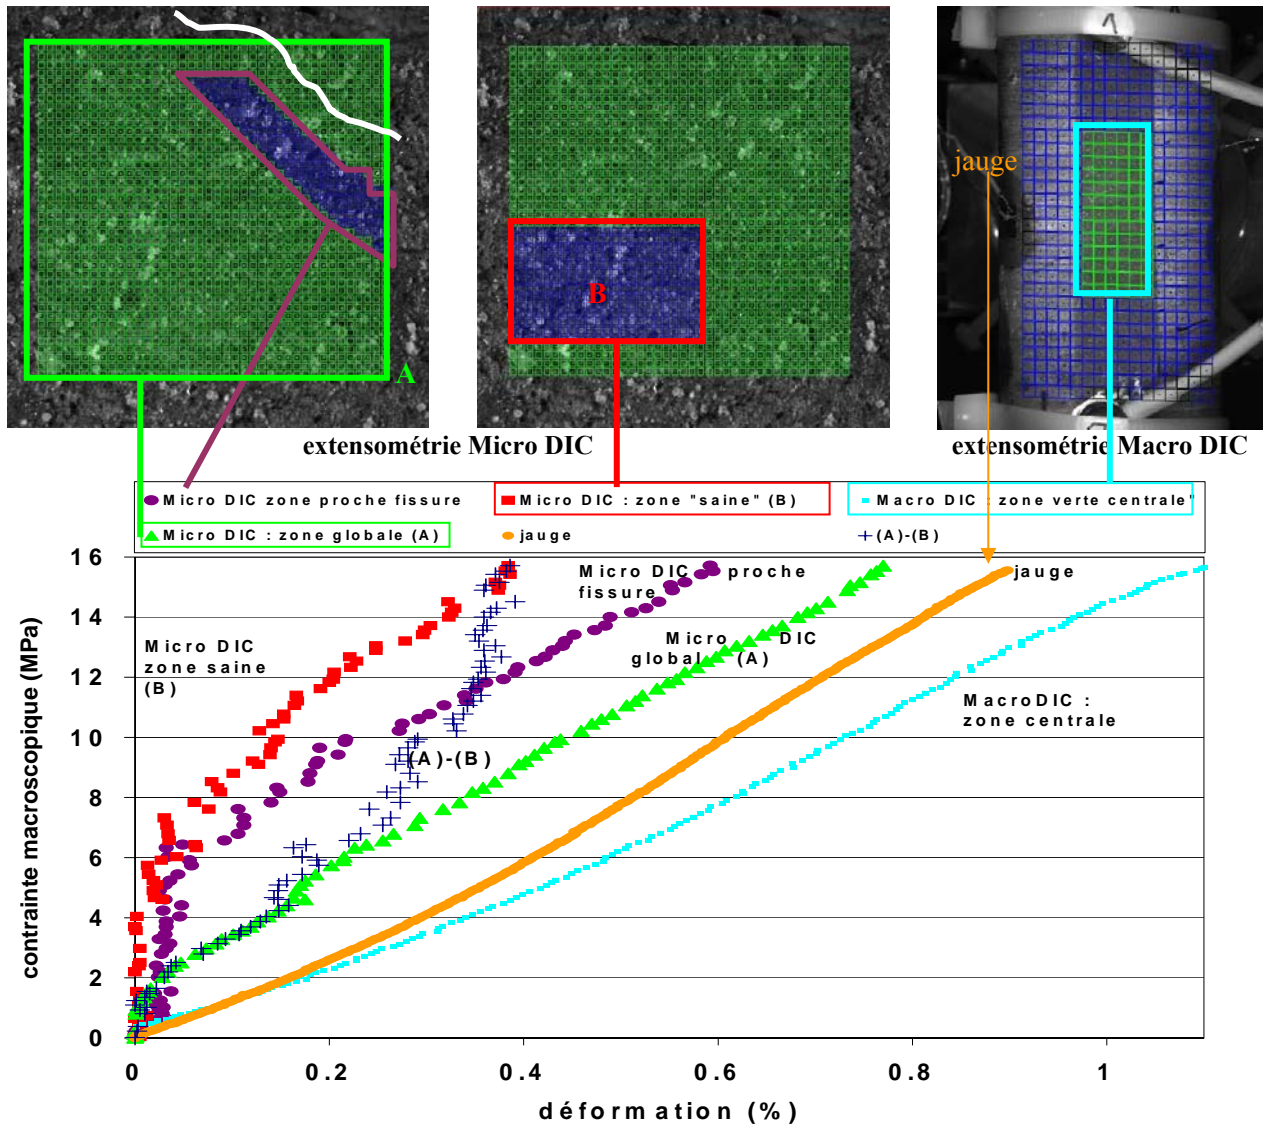 1
jauge
B
A
extensométrie Micro DIC
extensométrie Macro DIC
Micro DIC zone proche fissure
Micro DIC : zone "saine" (B)
Macro DIC : zone verte centrale"
Micro DIC : zone globale (A)
jauge
(A)-(B)
contrainte macroscopique (MPa)
16
14
12
10
8
6
4
2
0
Micro DIC proche
fissure
jauge
Micro DIC
zone saine
(B)
Micro DIC
global (A)
MacroDIC :
zone centrale
(A)-(B)
0
0.2
0.4
0.6
0.8
1
déformation (%)